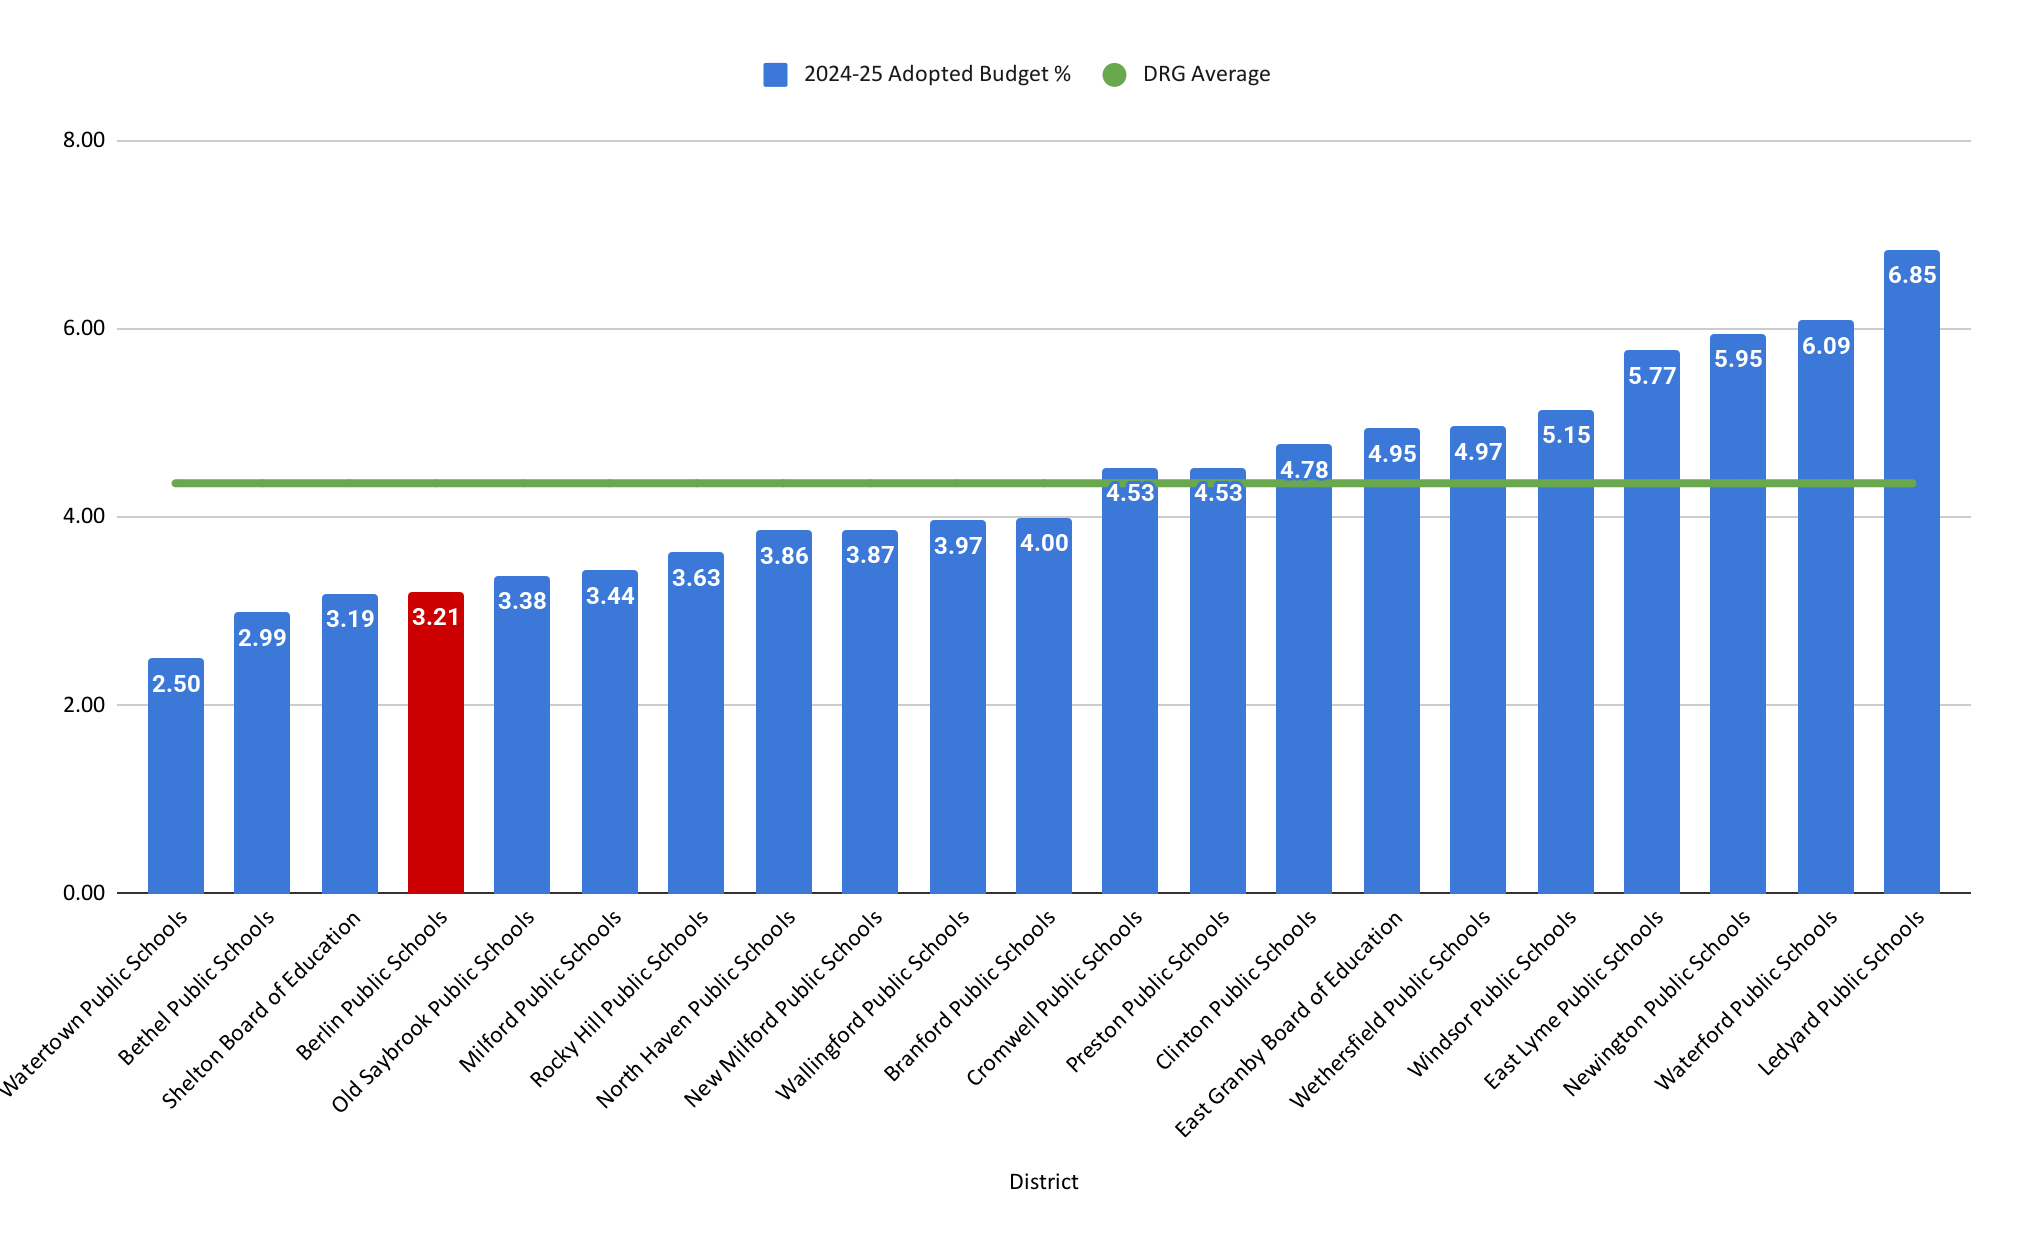 2024-25 Adopted Budget %
DRG Average
8.00
6.00
4.00
2.00
0.00
2.50
2.99
3.19
3.21
3.38
3.44
3.63
3.86
3.87
3.97
4.00
4.53
4.53
4.78
4.95
4.97
5.15
5.77
5.95
6.09
6.85
Watertown Public Schools
Bethel Public Schools
Shelton Board of Education
Berlin Public Schools
Old Saybrook Public Schools
Milford Public Schools
Rocky Hill Public Schools
North Haven Public Schools
New Milford Public Schools
Wallingford Public Schools
Branford Public Schools
Cromwell Public Schools
Preston Public Schools
Clinton Public Schools
East Granby Board of Education
Wethersfield Public Schools
Windsor Public Schools
East Lyme Public Schools
Newington Public Schools
Waterford Public Schools
Ledyard Public Schools
District